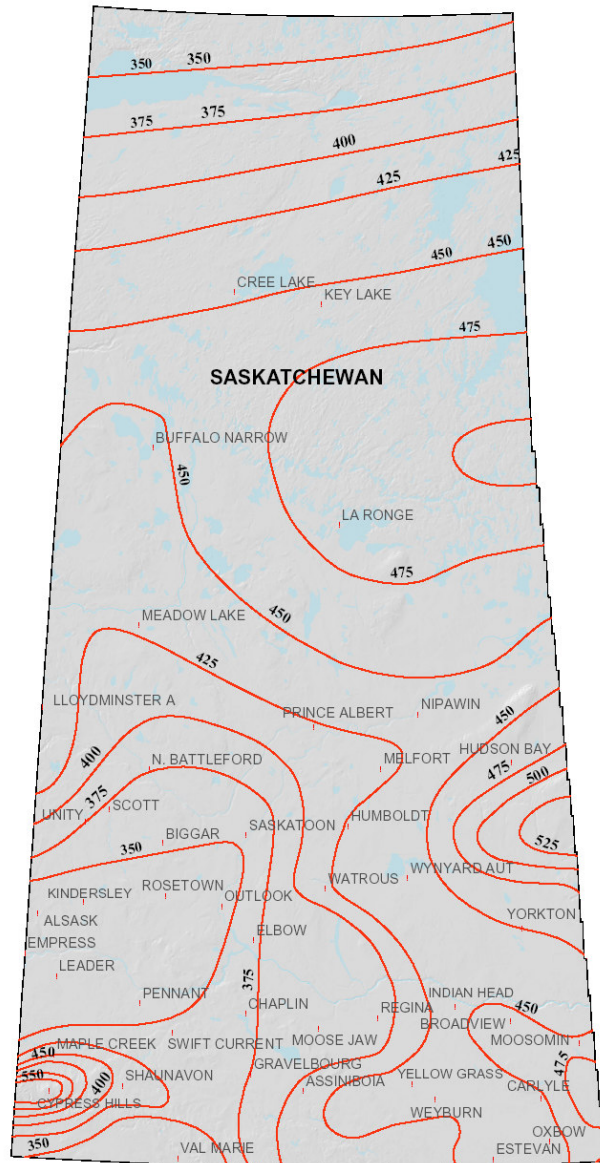 350 350
375 375
400
425
425
450
450
CREE LAKE
KEY LAKE
475
SASKATCHEWAN
BUFFALO NARROW
450
LA RONGE
475
450
MEADOW LAKE
425
LLOYDMINSTER A
NIPAWIN
PRINCE ALBERT
450
400
HUDSON BAY
N. BATTLEFORD
MELFORT
475
500
375
SCOTT
UNITY
SASKATOON
HUMBOLDT
BIGGAR
525
350
WYNYARD AUT
KINDERSLEY
ROSETOWN
WATROUS
OUTLOOK
ALSASK
YORKTON
EMPRESS
ELBOW
LEADER
375
PENNANT
INDIAN HEAD
CHAPLIN
REGINA
450
BROADVIEW
MAPLE CREEK
SWIFT CURRENT
MOOSE JAW
MOOSOMIN
450
GRAVELBOURG
475
550
SHAUNAVON
400
ASSINIBOIA
YELLOW GRASS
CARLYLE
CYPRESS HILLS
WEYBURN
OXBOW
350
VAL MARIE
ESTEVAN